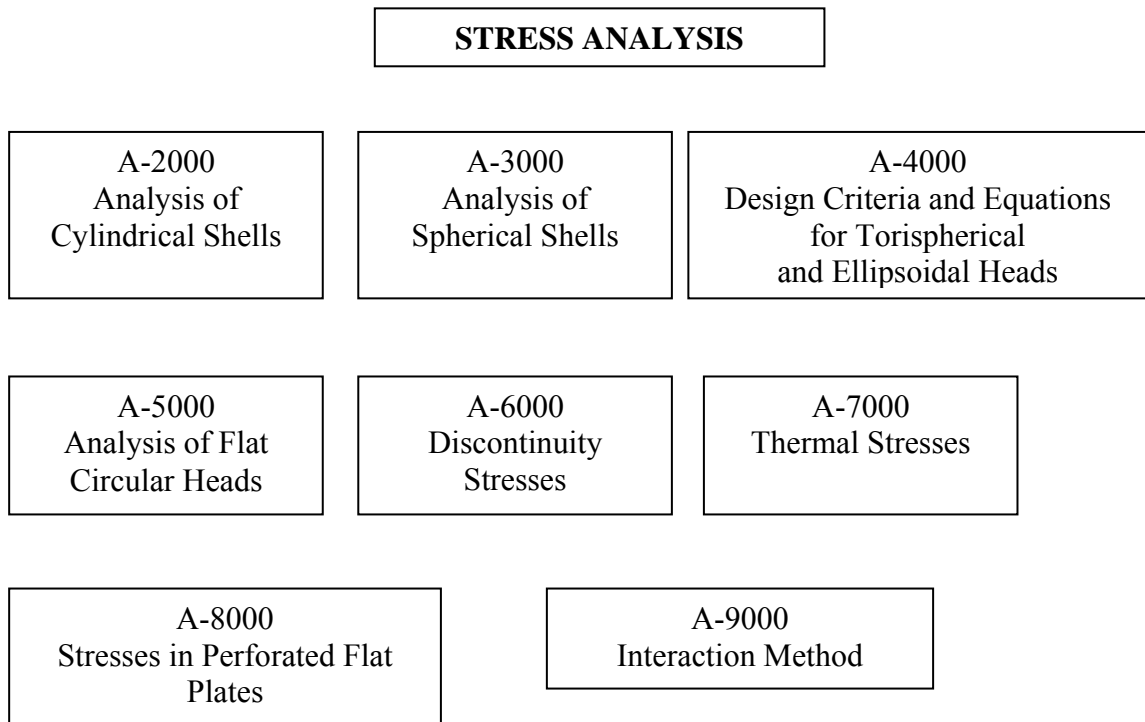 STRESS ANALYSIS
A-2000
Analysis of
Cylindrical Shells
A-3000
Analysis of
Spherical Shells
A-4000
Design Criteria and Equations
for Torispherical
and Ellipsoidal Heads
A-5000
Analysis of Flat
Circular Heads
A-6000
Discontinuity
Stresses
A-7000
Thermal Stresses
A-8000
Stresses in Perforated Flat
Plates
A-9000
Interaction Method